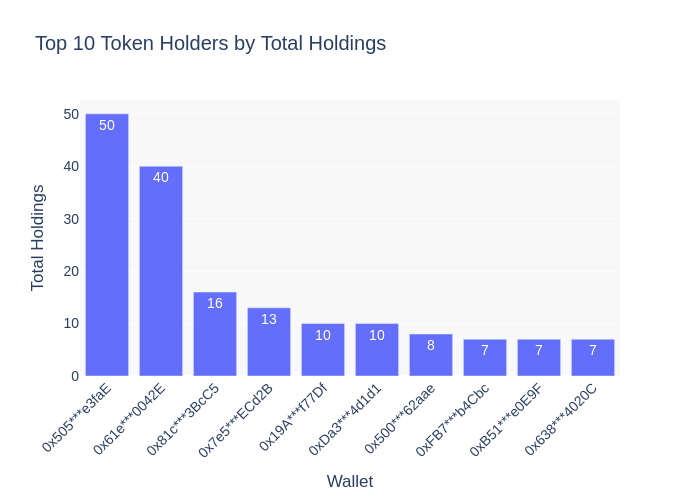 Top 10 Token Holders by Total Holdings
Total Holdings
50
40
30
20
10
0
50
40
16
13
10
10
8
7
7
7
0x505***e3faE
0x61e***0042E
0x81c***3BcC5
0x7e5***ECd2B
0x19A***f77Df
0xDa3***4d1d1
0x500***62aae
0xFB7***b4Cbc
0xB51***e0E9F
0x638***4020C
Wallet